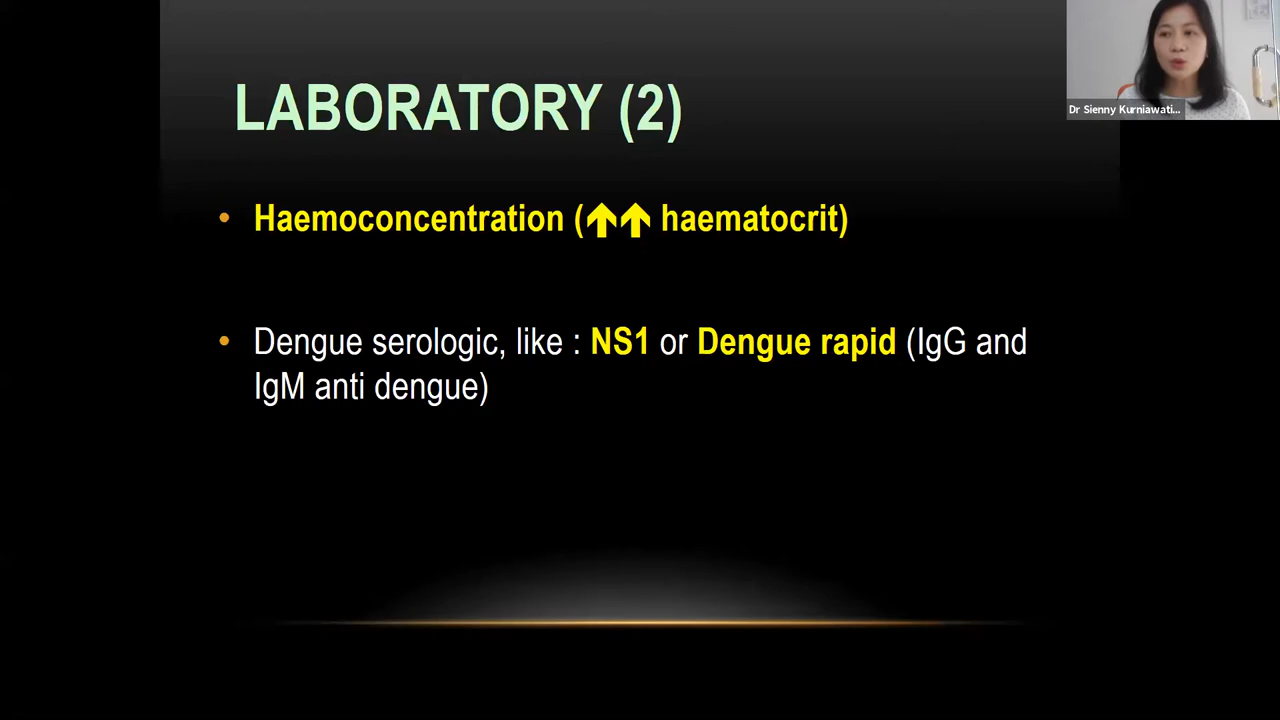 LABORATORY (2)
Dr Sienny Kurniawati...
• Haemoconcentration (⬆⬆ haematocrit)
• Dengue serologic, like : NS1 or Dengue rapid (IgG and
IgM anti dengue)